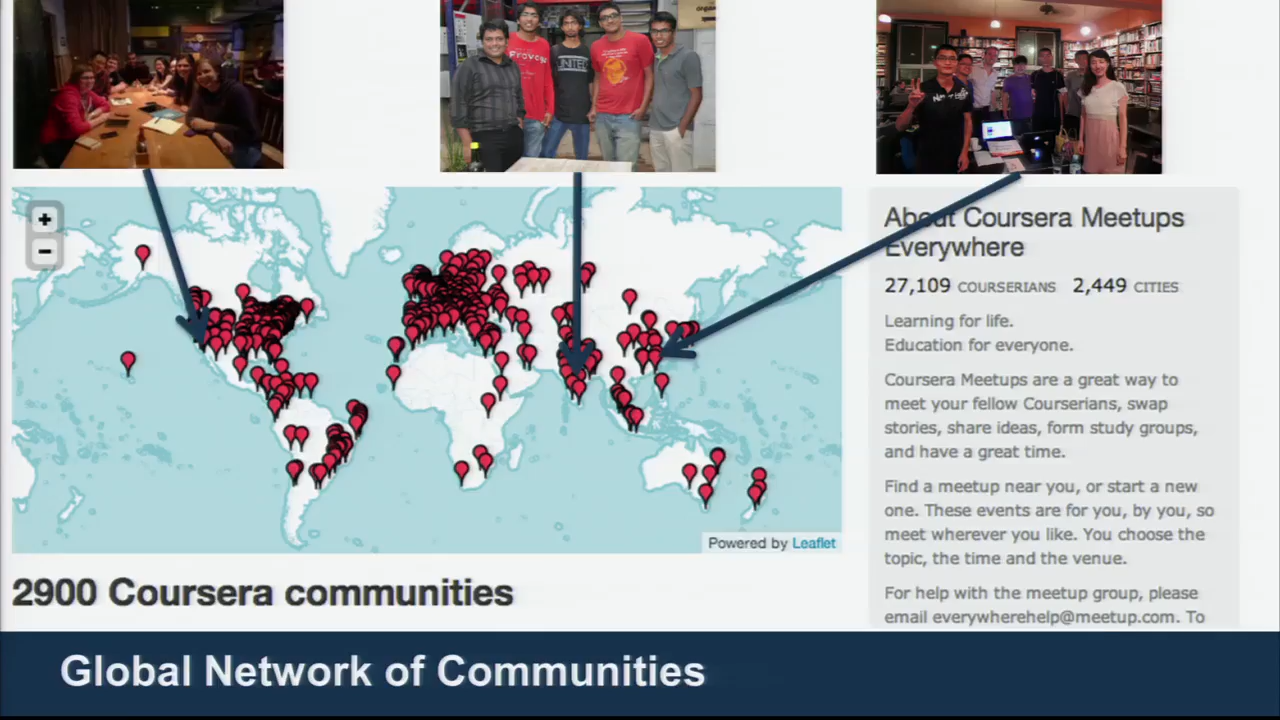 PROVOK
UNTEC
+
−
About Coursera Meetups
Everywhere
27,109 COURSERIANS 2,449 CITIES
Learning for life.
Education for everyone.
Coursera Meetups are a great way to
meet your fellow Courserians, swap
stories, share ideas, form study groups,
and have a great time.
Find a meetup near you, or start a new
one. These events are for you, by you, so
meet wherever you like. You choose the
topic, the time and the venue.
For help with the meetup group, please
email everywherehelp@meetup.com. To
Powered by Leaflet
2900 Coursera communities
Global Network of Communities